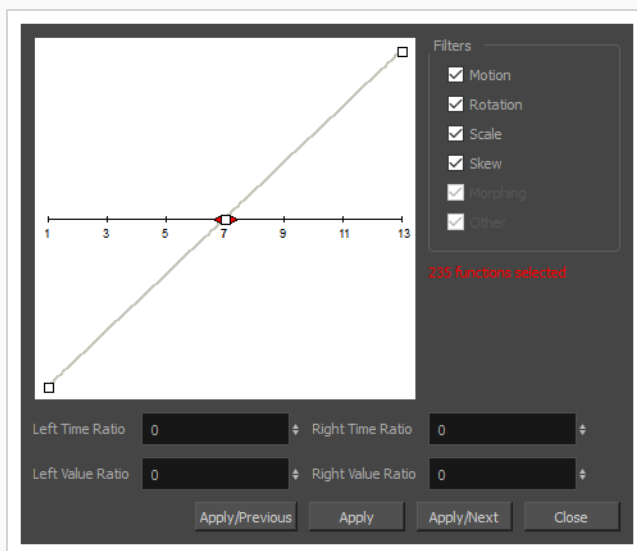 Filters
Motion
Rotation
Scale
Skew
Morphing
Other
1 3 5 7 9 11 13
235 functions selected
Left Time Ratio 0 Right Time Ratio 0
Left Value Ratio 0 Right Value Ratio 0
Apply/Previous Apply Apply/Next Close